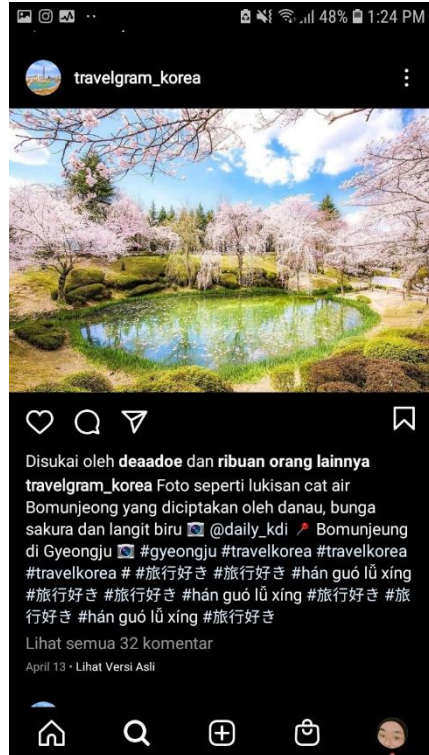 48% 1:24 PM
travelgram_korea
Disukai oleh deaadoe dan ribuan orang lainnya
travelgram_korea Foto seperti lukisan cat air
Bomunjeong yang diciptakan oleh danau, bunga
sakura dan langit biru 📷 @daily_kdi 📍 Bomunjeung
di Gyeongju 📷 #gyeongju #travelkorea #travelkorea
#travelkorea # #旅行好き #旅行好き #hán guó lǚ xíng
#旅行好き #旅行好き #hán guó lǚ xíng #旅行好き #旅
行好き #hán guó lǚ xíng #旅行好き
Lihat semua 32 komentar
April 13 • Lihat Versi Asli